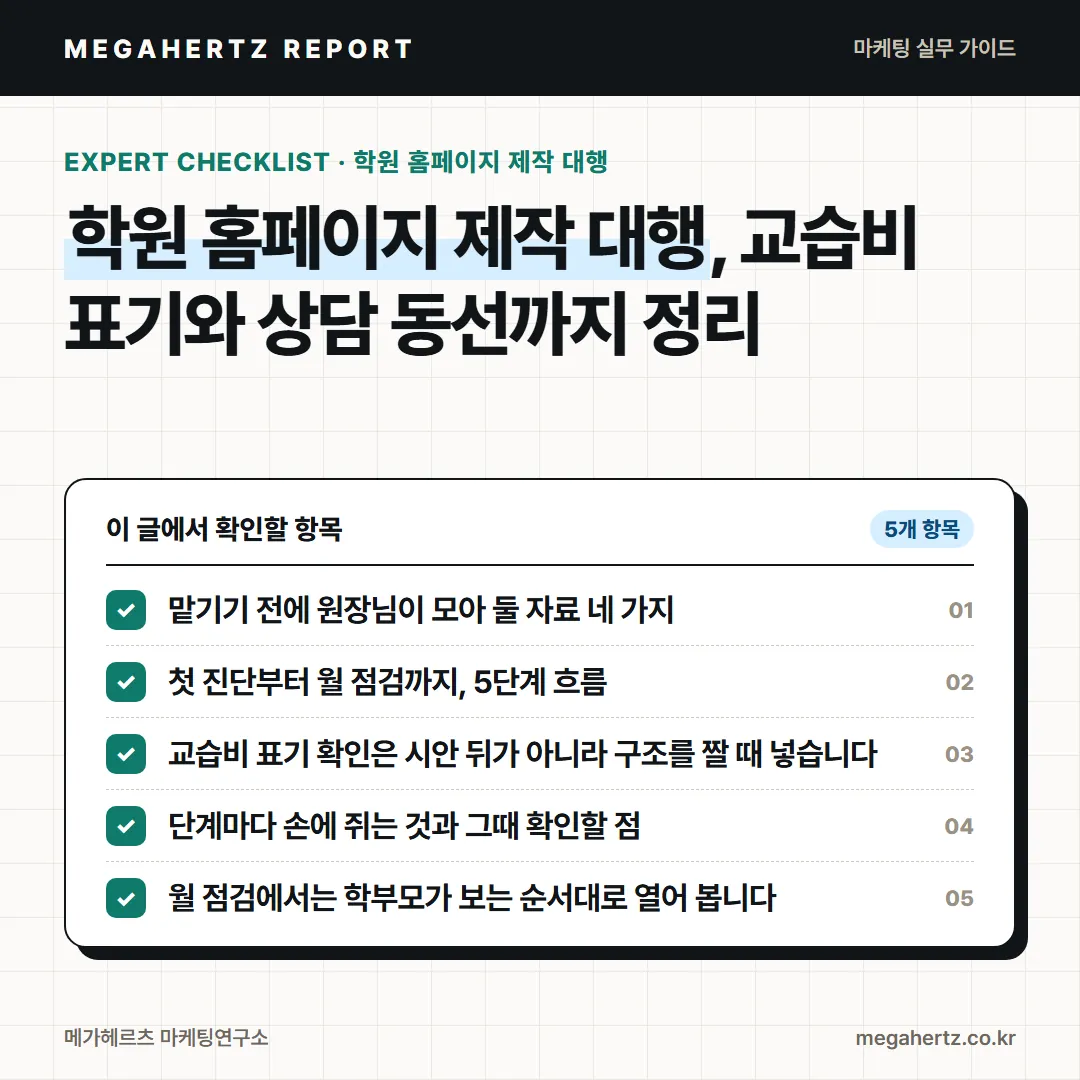 MEGAHERTZ REPORT
마케팅 실무 가이드
EXPERT CHECKLIST · 학원 홈페이지 제작 대행
학원 홈페이지 제작 대행, 교습비
표기와 상담 동선까지 정리
이 글에서 확인할 항목
5개 항목
맡기기 전에 원장님이 모아 둘 자료 네 가지
01
첫 진단부터 월 점검까지, 5단계 흐름
02
교습비 표기 확인은 시안 뒤가 아니라 구조를 짤 때 넣습니다
03
단계마다 손에 쥐는 것과 그때 확인할 점
04
월 점검에서는 학부모가 보는 순서대로 열어 봅니다
05
메가헤르츠 마케팅연구소
megahertz.co.kr